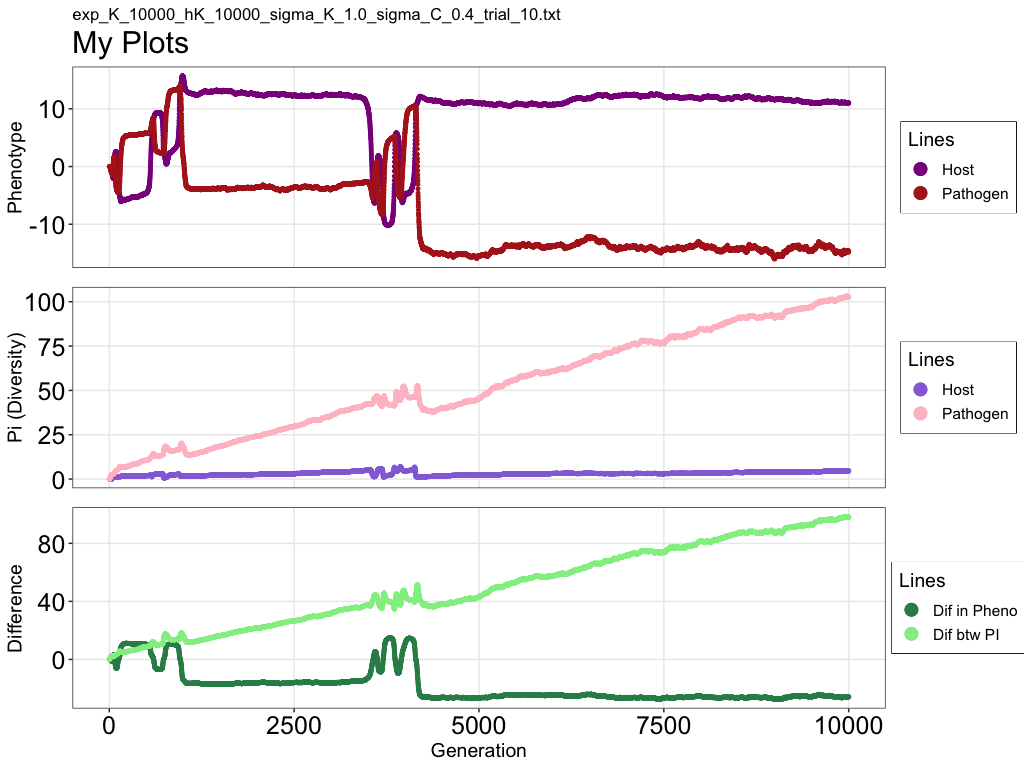 exp_K_10000_hK_10000_sigma_K_1.0_sigma_C_0.4_trial_10.txt
My Plots
Phenotype
10
0
-10
Lines
Host
Pathogen
Pi (Diversity)
100
75
50
25
0
Lines
Host
Pathogen
Difference
80
40
0
Lines
Dif in Pheno
Dif btw PI
0
2500
5000
7500
10000
Generation